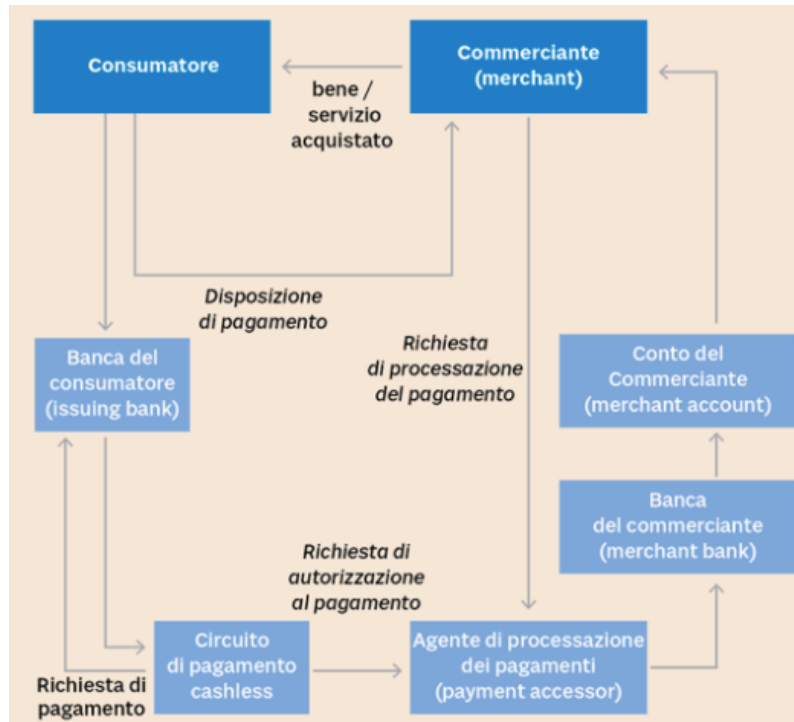 Consumatore
Commerciante
(merchant)
bene /
servizio
acquistato
Disposizione
di pagamento
Richiesta
di processazione
del pagamento
Banca del
consumatore
(issuing bank)
Conto del
Commerciante
(merchant account)
Banca
del commerciante
(merchant bank)
Richiesta di
autorizzazione
al pagamento
Circuito
di pagamento
cashless
Agente di processazione
dei pagamenti
(payment accessor)
Richiesta di
pagamento